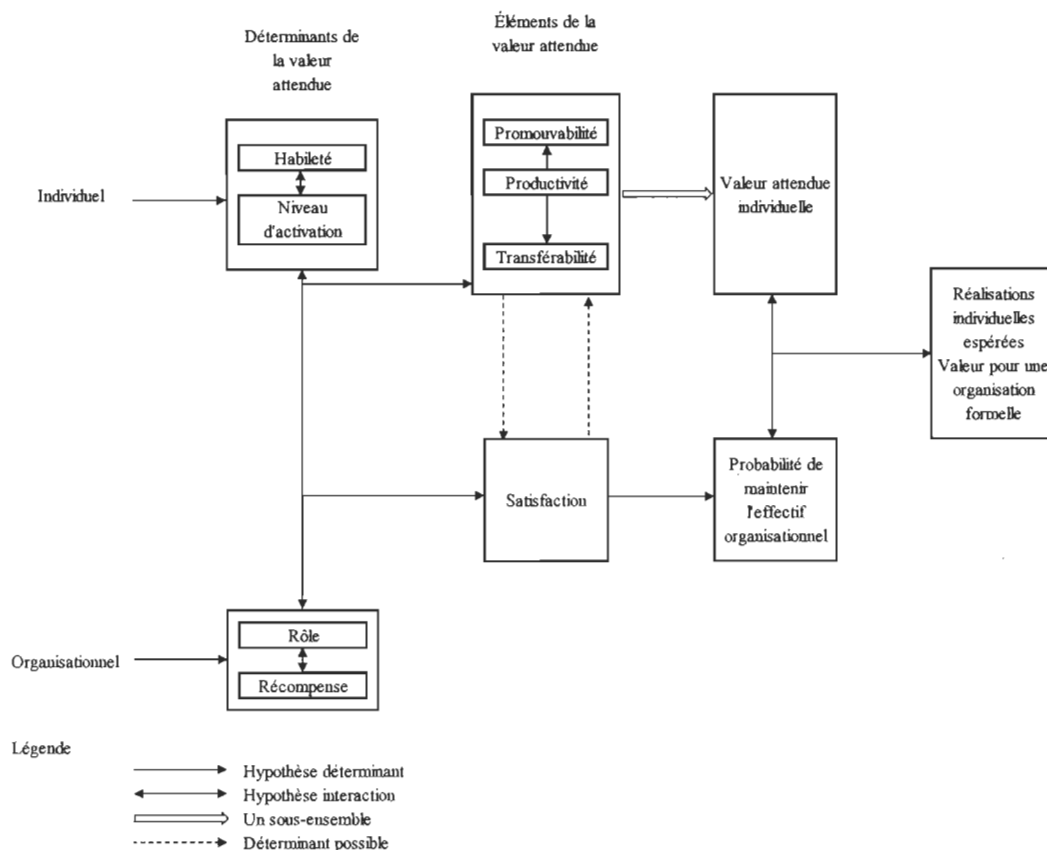 Déterminants de
la valeur
attendue
Éléments de la
valeur attendue
Individuel
Habileté
Niveau
d'activation
Promouvabilité
Productivité
Transférabilité
Valeur attendue
individuelle
Réalisations
individuelles
espérées
Valeur pour une
organisation
formelle
Satisfaction
Probabilité de
maintenir
l'effectif
organisationnel
Organisationnel
Rôle
Récompense
Légende
Hypothèse déterminant
Hypothèse interaction
Un sous-ensemble
Déterminant possible